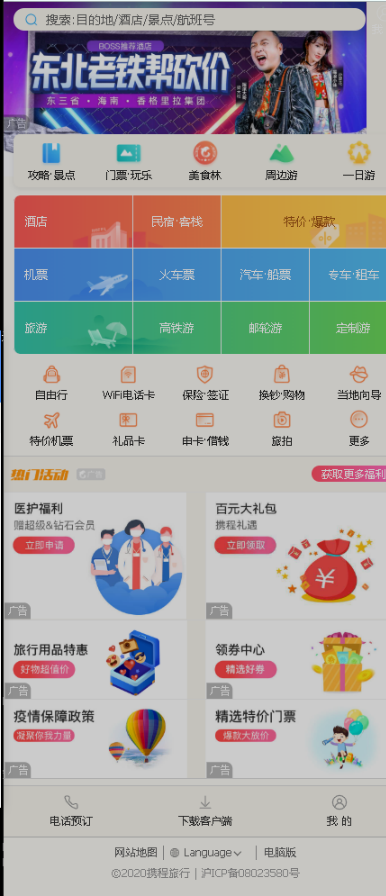 搜索:目的地/酒店/景点/航班号
BOSS推荐酒店
东北老铁帮砍价
东三省·海南·香格里拉集团
广告
攻略·景点 门票·玩乐 美食林 周边游 一日游
酒店 民宿·客栈 特价·爆款
机票 火车票 汽车·船票 专车·租车
旅游 高铁游 邮轮游 定制游
自由行 WiFi电话卡 保险·签证 换钞·购物 当地向导
特价机票 礼品卡 申卡·借钱 旅拍 更多
热门活动 广告 获取更多福利
医护福利 百元大礼包
赠超级&钻石会员 携程礼遇
立即申请 立即领取
广告 广告
旅行用品特惠 领券中心
好物超值价 精选好券
广告 广告
疫情保障政策 精选特价门票
凝聚你我力量 爆款大放价
广告 广告
电话预订 下载客户端 我的
网站地图 Language 电脑版
©2020携程旅行 | 沪ICP备08023580号